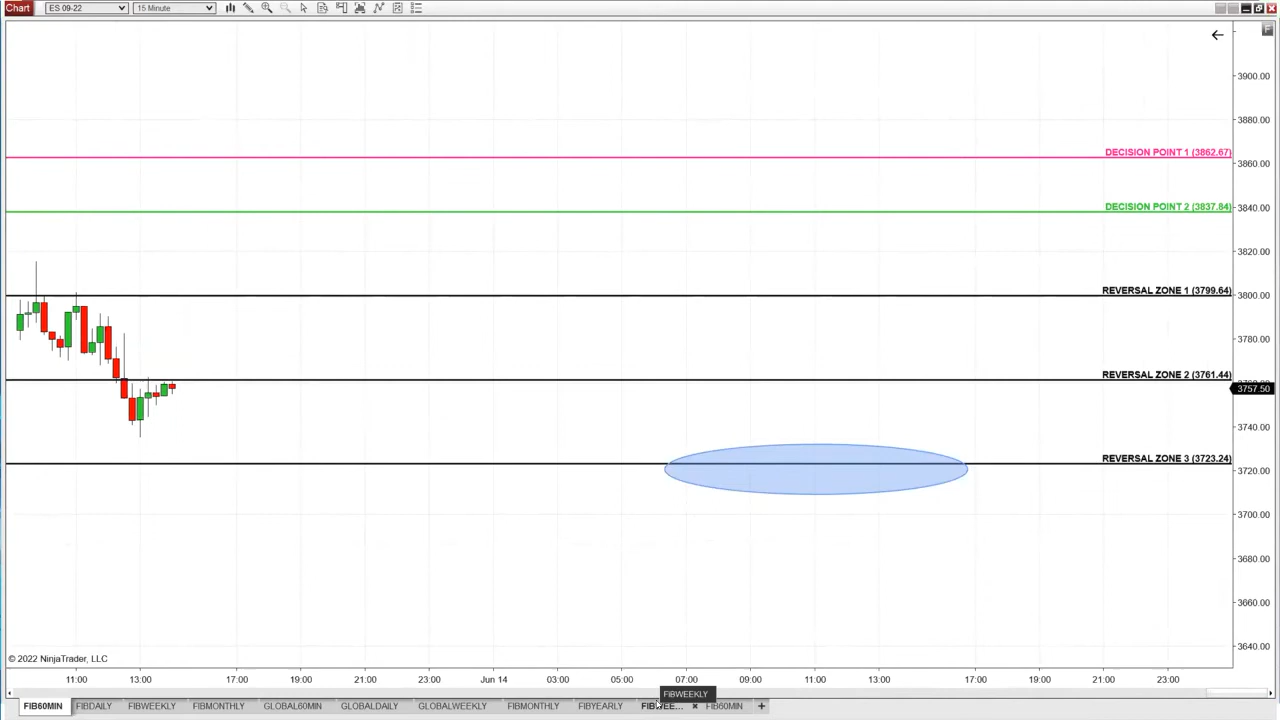 Chart ES 09-22 15 Minute
F
3900.00
3880.00
DECISION POINT 1 (3862.67)
3860.00
DECISION POINT 2 (3837.84)
3840.00
3820.00
REVERSAL ZONE 1 (3799.64)
3800.00
3780.00
REVERSAL ZONE 2 (3761.44)
3757.50
3740.00
REVERSAL ZONE 3 (3723.24)
3720.00
3700.00
3680.00
3660.00
3640.00
© 2022 NinjaTrader, LLC
11:00 13:00 17:00 19:00 21:00 23:00 Jun 14 03:00 05:00 07:00 09:00 11:00 13:00 17:00 19:00 21:00 23:00
FIBWEEKLY
FIB60MIN FIBDAILY FIBWEEKLY FIBMONTHLY GLOBAL60MIN GLOBALDAILY GLOBALWEEKLY FIBMONTHLY FIBYEARLY FIBWEE... FIB60MIN